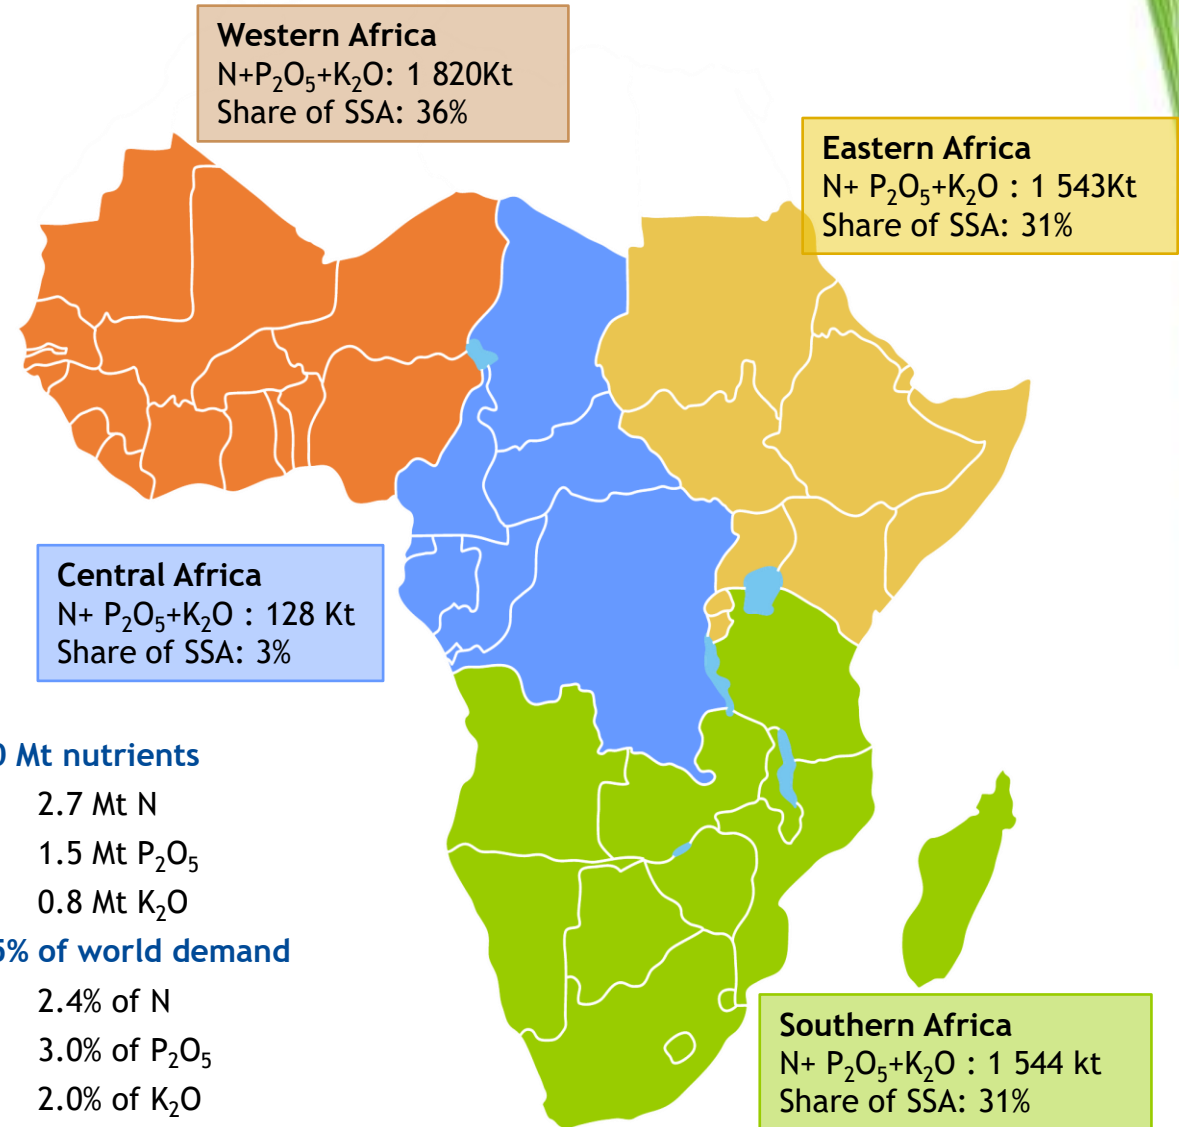 Western Africa
N+P₂O₅+K₂O: 1 820Kt
Share of SSA: 36%
Eastern Africa
N+ P₂O₅+K₂O : 1 543Kt
Share of SSA: 31%
Central Africa
N+ P₂O₅+K₂O : 128 Kt
Share of SSA: 3%
Mt nutrients
2.7 Mt N
1.5 Mt P₂O₅
0.8 Mt K₂O
% of world demand
2.4% of N
3.0% of P₂O₅
2.0% of K₂O
Southern Africa
N+ P₂O₅+K₂O : 1 544 kt
Share of SSA: 31%